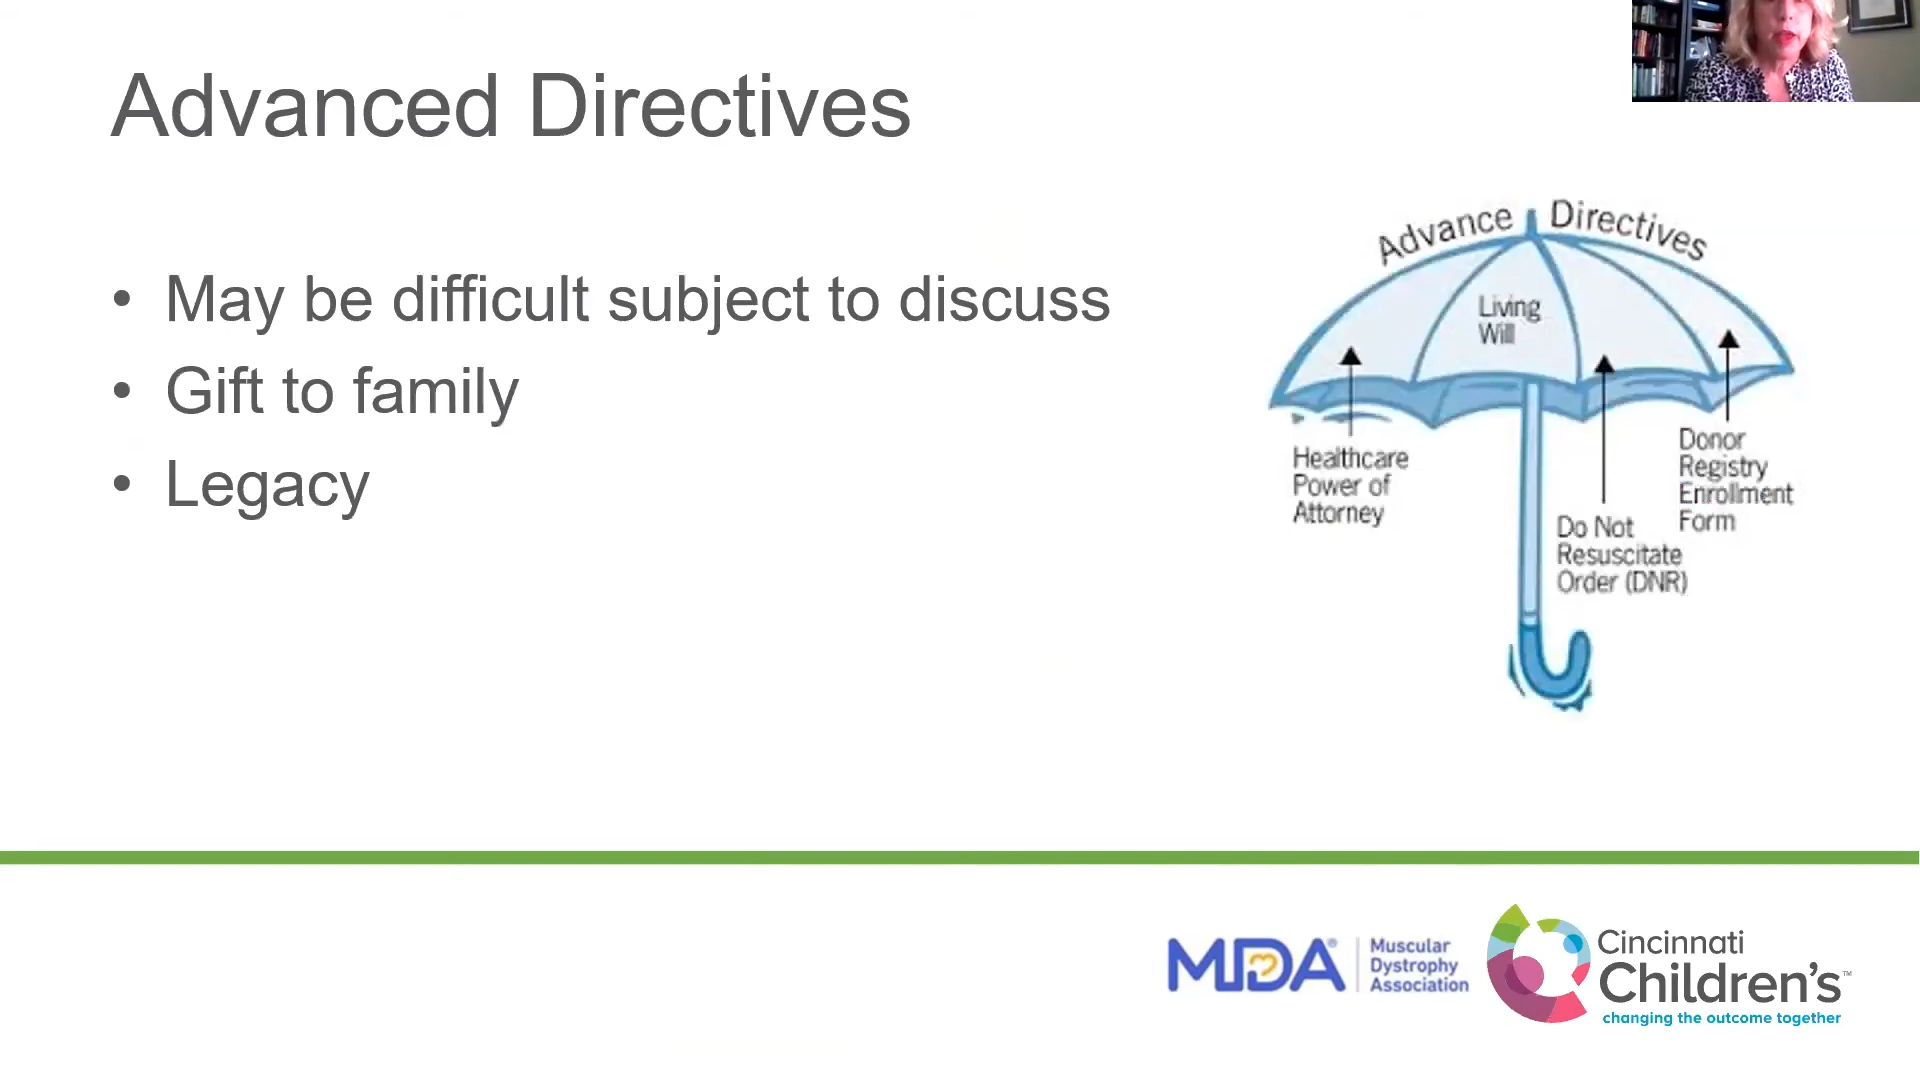 Advanced Directives
• May be difficult subject to discuss
• Gift to family
• Legacy
Advance Directives
Living
Will
Healthcare
Power of
Attorney
Do Not
Resuscitate
Order (DNR)
Donor
Registry
Enrollment
Form
MDA®
Muscular
Dystrophy
Association
Cincinnati
Children's™
changing the outcome together